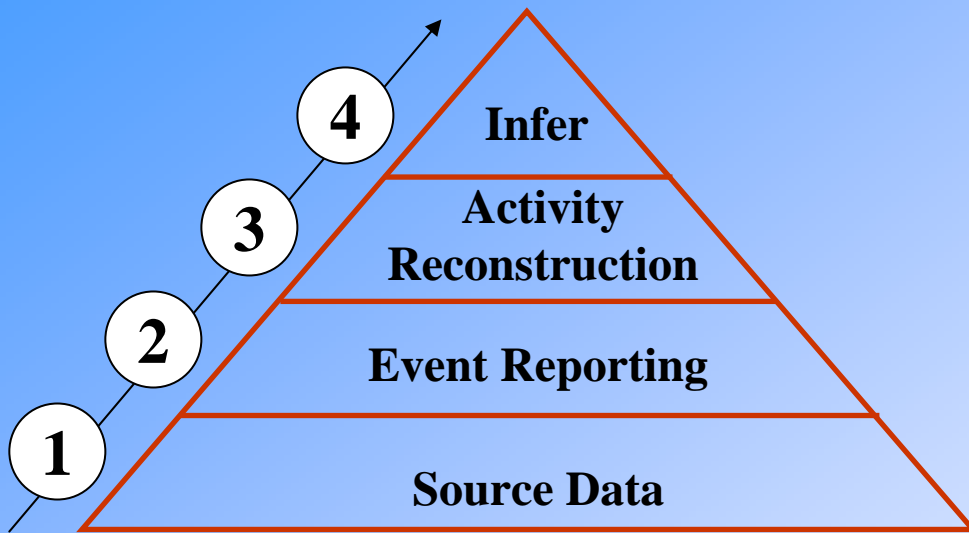 4
Infer
3
Activity
Reconstruction
2
Event Reporting
1
Source Data